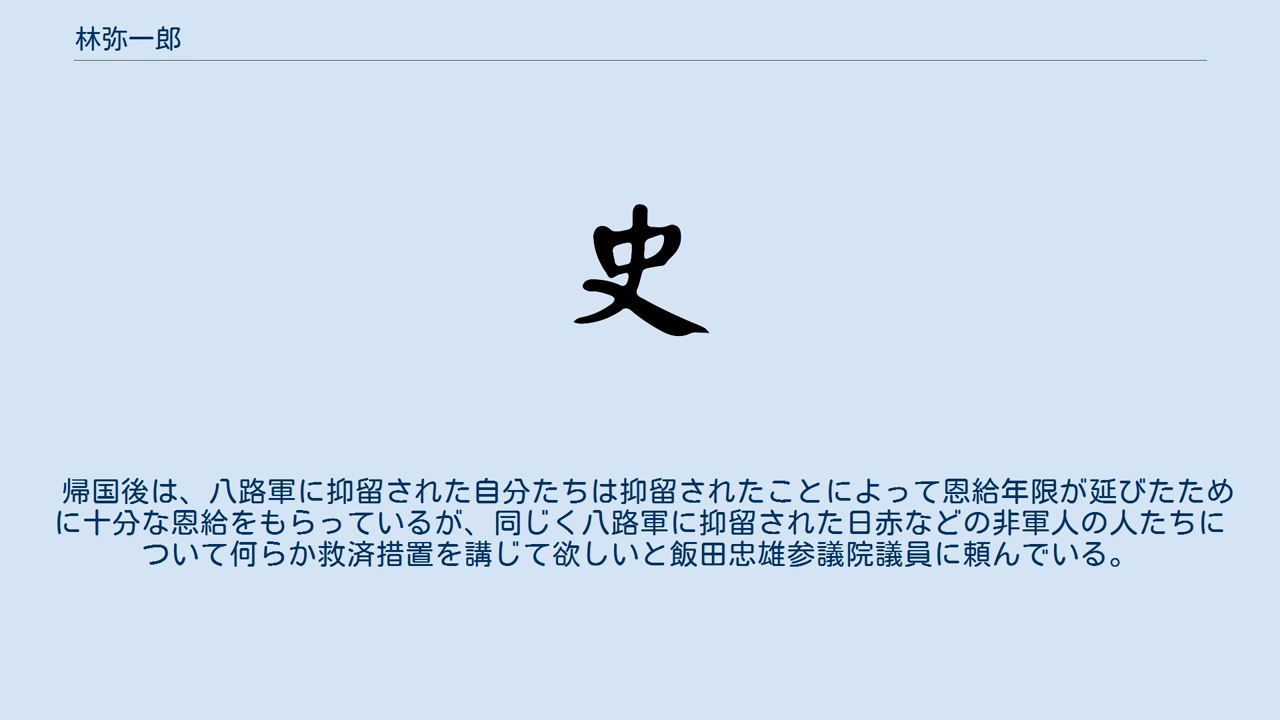 林弥一郎
史
帰国後は、八路軍に抑留された自分たちは抑留されたことによって恩給年限が延びたため
に十分な恩給をもらっているが、同じく八路軍に抑留された日赤などの非軍人の人たちに
ついて何らか救済措置を講じて欲しいと飯田忠雄参議院議員に頼んでいる。